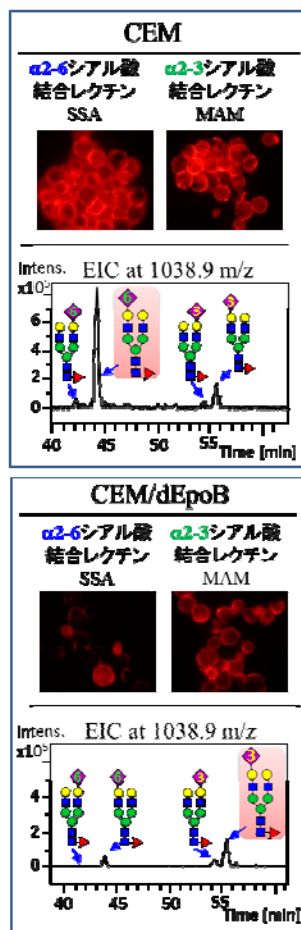 CEM
α2-6シアル酸 α2-3シアル酸
結合レクチン 結合レクチン
SSA MAM
Intens. EIC at 1038.9 m/z
x10⁵
6
4
2
0
6 6 3 3
40 45 50 55 Time [min]
CEM/dEpoB
α2-6シアル酸 α2-3シアル酸
結合レクチン 結合レクチン
SSA MAM
Intens. EIC at 1038.9 m/z
x10⁵
4
2
0
6 6 3 3
40 45 50 55 Time [min]